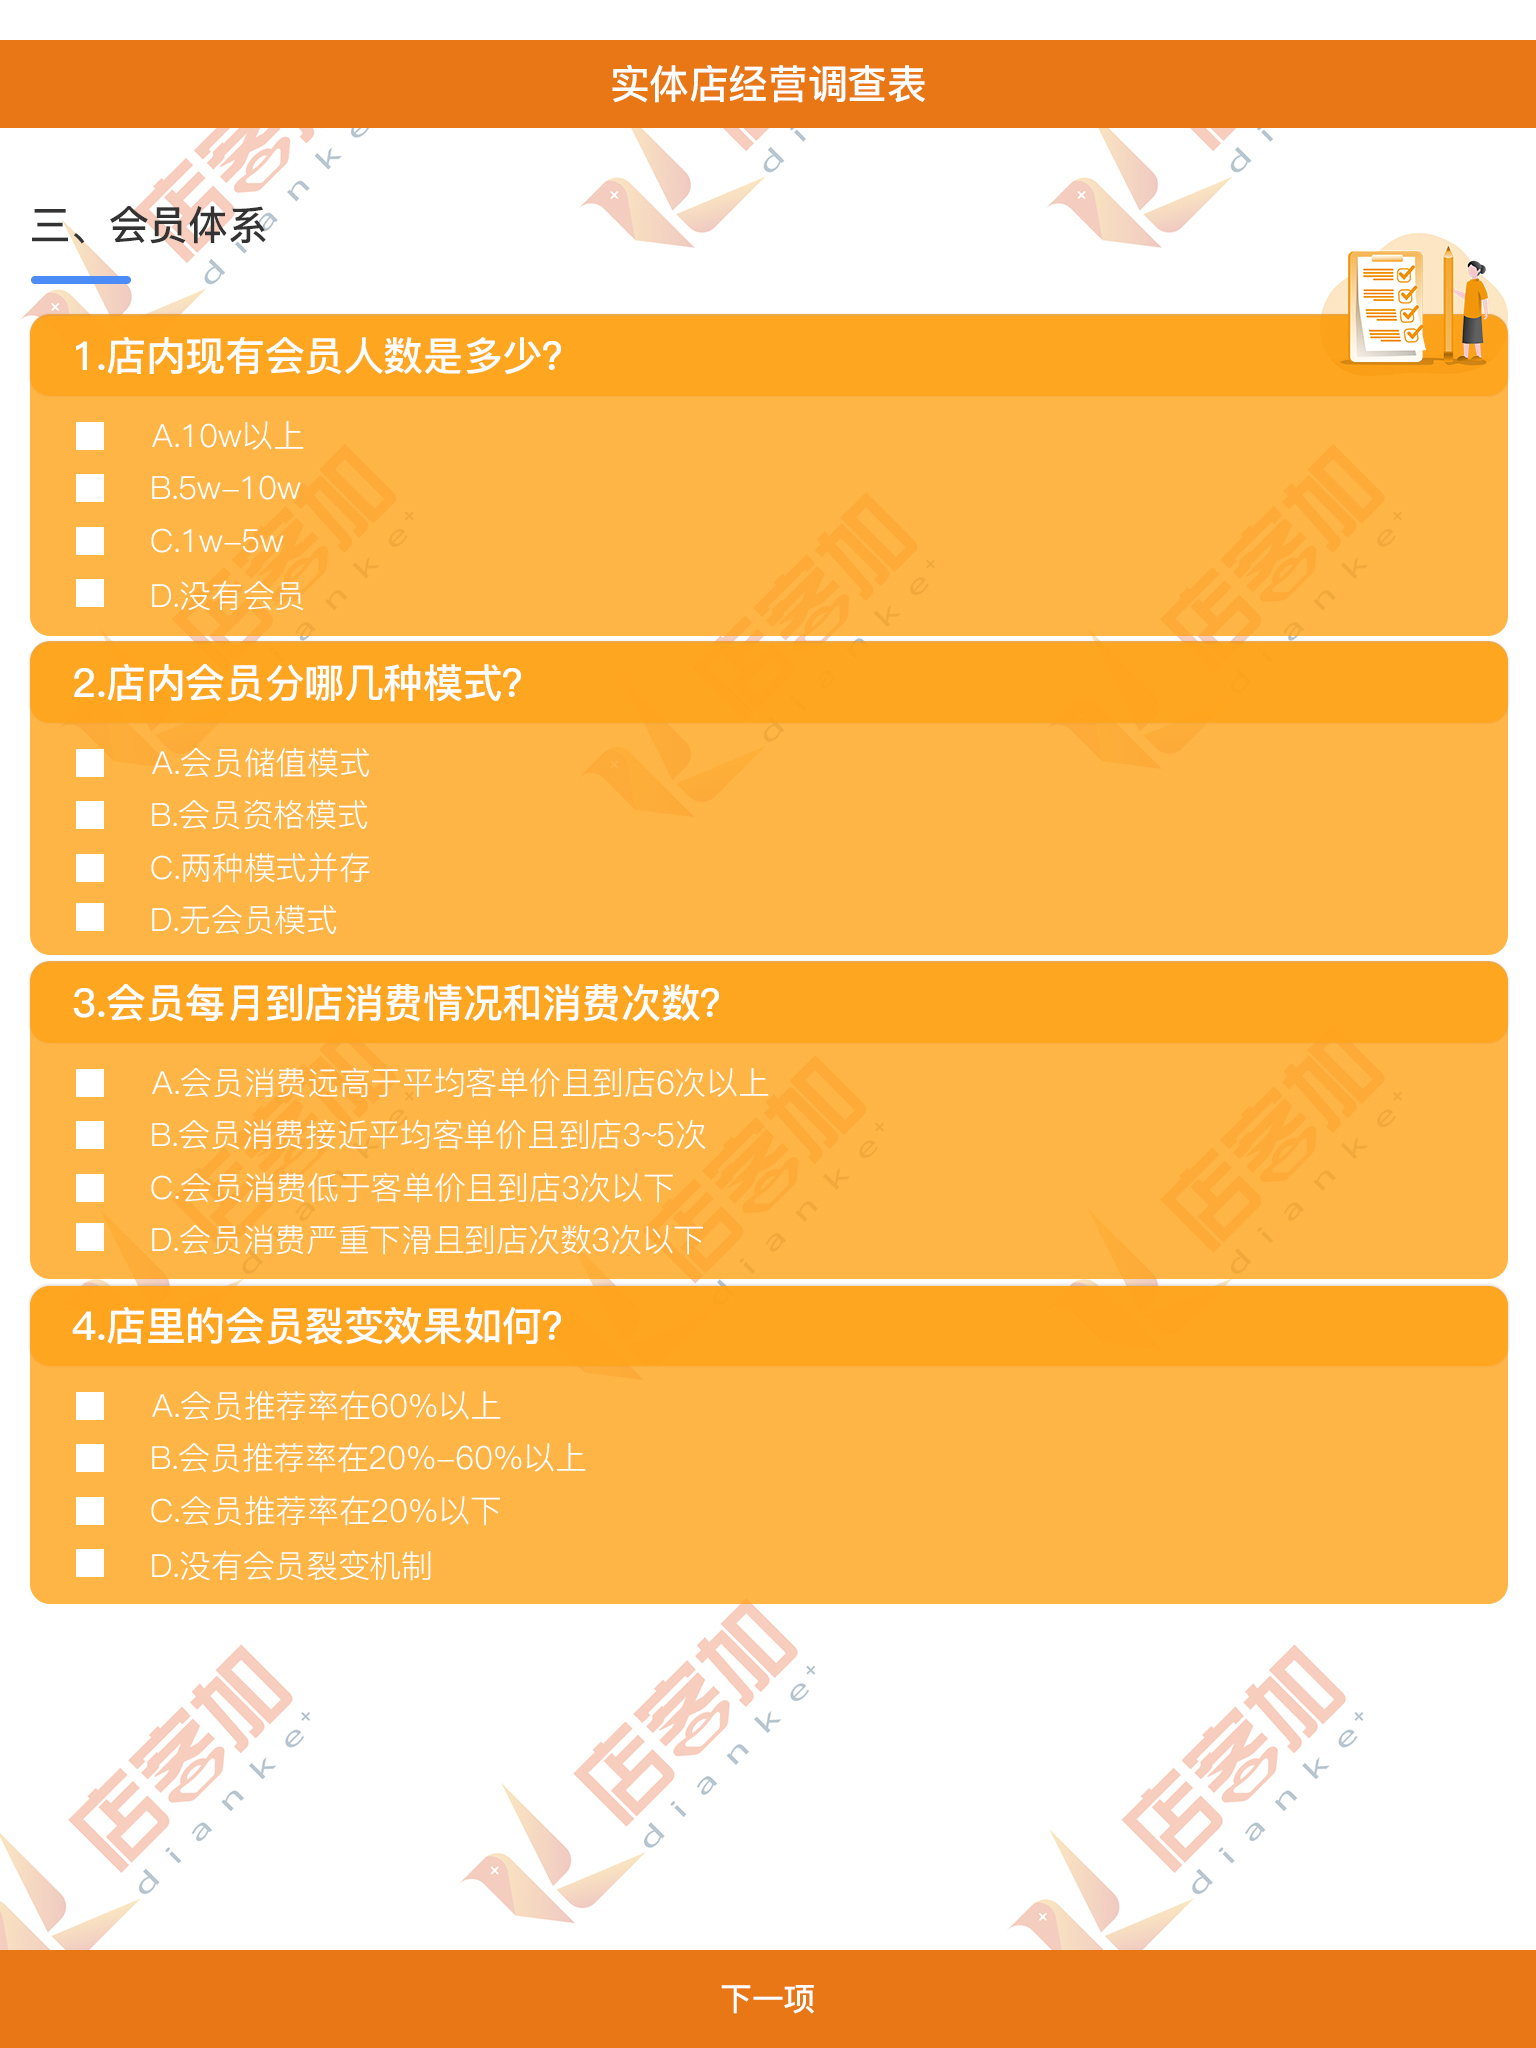 实体店经营调查表
三、会员体系
1.店内现有会员人数是多少?
A.10w以上
B.5w-10w
C.1w-5w
D.没有会员
2.店内会员分哪几种模式?
A.会员储值模式
B.会员资格模式
C.两种模式并存
D.无会员模式
3.会员每月到店消费情况和消费次数?
A.会员消费远高于平均客单价且到店6次以上
B.会员消费接近平均客单价且到店3~5次
C.会员消费低于客单价且到店3次以下
D.会员消费严重下滑且到店次数3次以下
4.店里的会员裂变效果如何?
A.会员推荐率在60%以上
B.会员推荐率在20%-60%以上
C.会员推荐率在20%以下
D.没有会员裂变机制
店客加
dianke+
店客加
dianke+
店客加
dianke+
下一项